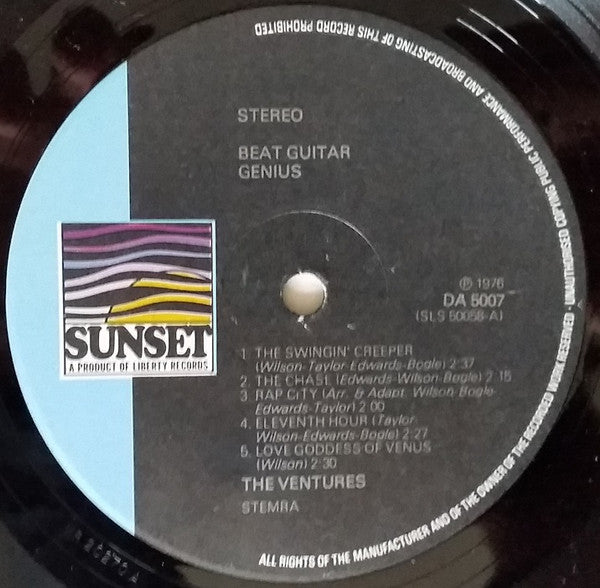 STEREO
BEAT GUITAR
GENIUS
SUNSET
A PRODUCT OF LIBERTY RECORDS
℗ 1976
DA 5007
(SLS 50058-A)
1. THE SWINGIN' CREEPER
(Wilson-Taylor-Edwards-Bogle) 2:37
2. THE CHASE (Edwards-Wilson-Bogle) 2:15
3. RAP CITY (Arr. & Adapt. Wilson-Bogle-
Edwards-Taylor) 2:00
4. ELEVENTH HOUR (Taylor-
Wilson-Edwards-Bogle) 2:27
5. LOVE GODDESS OF VENUS
(Wilson) 2:30
THE VENTURES
STEMRA
ALL RIGHTS OF THE MANUFACTURER AND OF THE OWNER OF THE RECORDED WORK RESERVED - UNAUTHORISED COPYING PUBLIC PERFORMANCE AND BROADCASTING OF THIS RECORD PROHIBITED